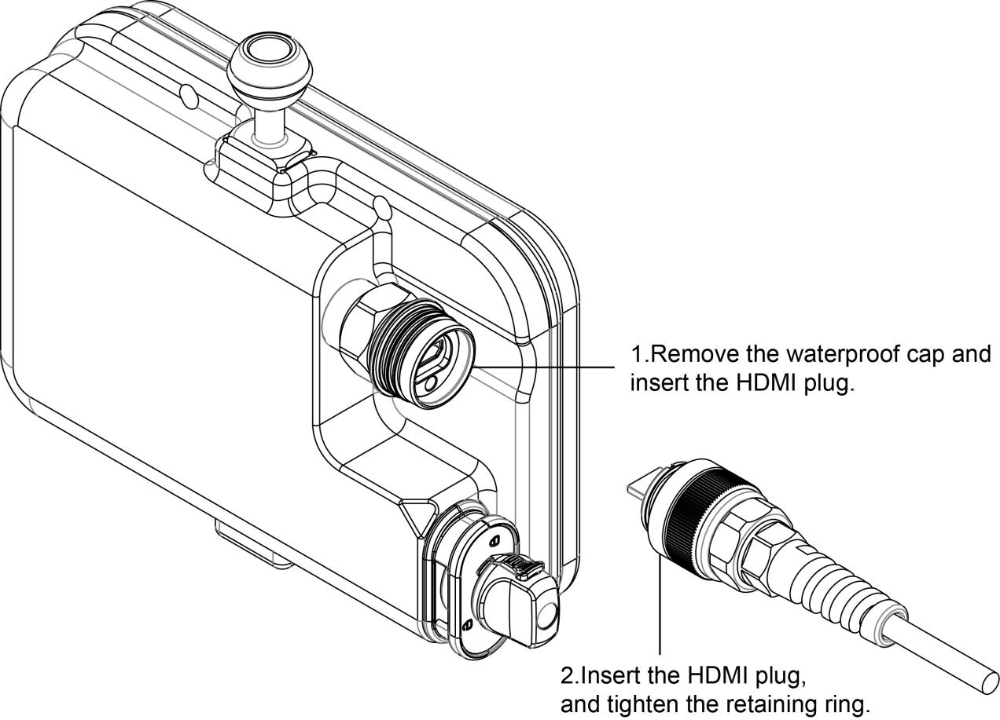 1.Remove the waterproof cap and
insert the HDMI plug.
2.Insert the HDMI plug,
and tighten the retaining ring.